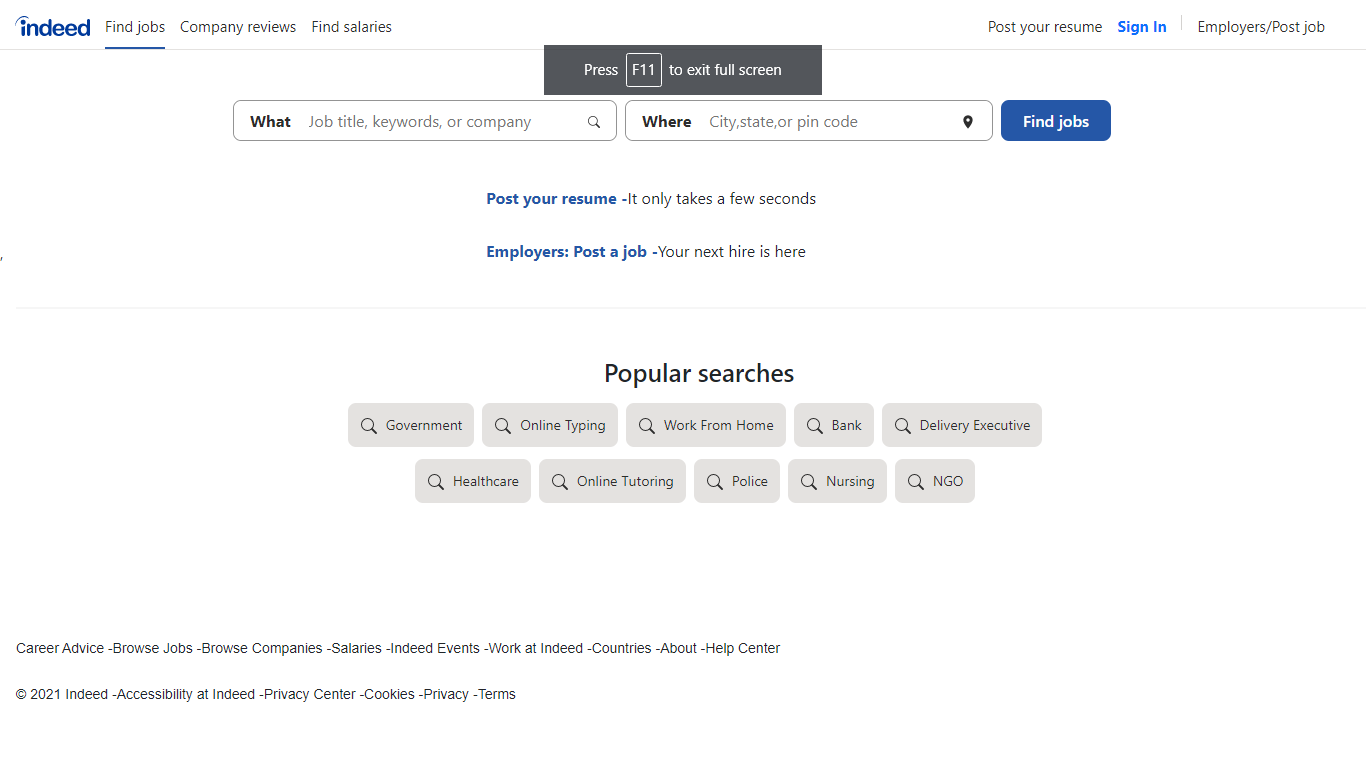 indeed Find jobs Company reviews Find salaries Post your resume Sign In Employers/Post job
Press F11 to exit full screen
What Job title, keywords, or company Where City,state,or pin code Find jobs
Post your resume -It only takes a few seconds
Employers: Post a job -Your next hire is here
,
Popular searches
Government Online Typing Work From Home Bank Delivery Executive
Healthcare Online Tutoring Police Nursing NGO
Career Advice -Browse Jobs -Browse Companies -Salaries -Indeed Events -Work at Indeed -Countries -About -Help Center
© 2021 Indeed -Accessibility at Indeed -Privacy Center -Cookies -Privacy -Terms